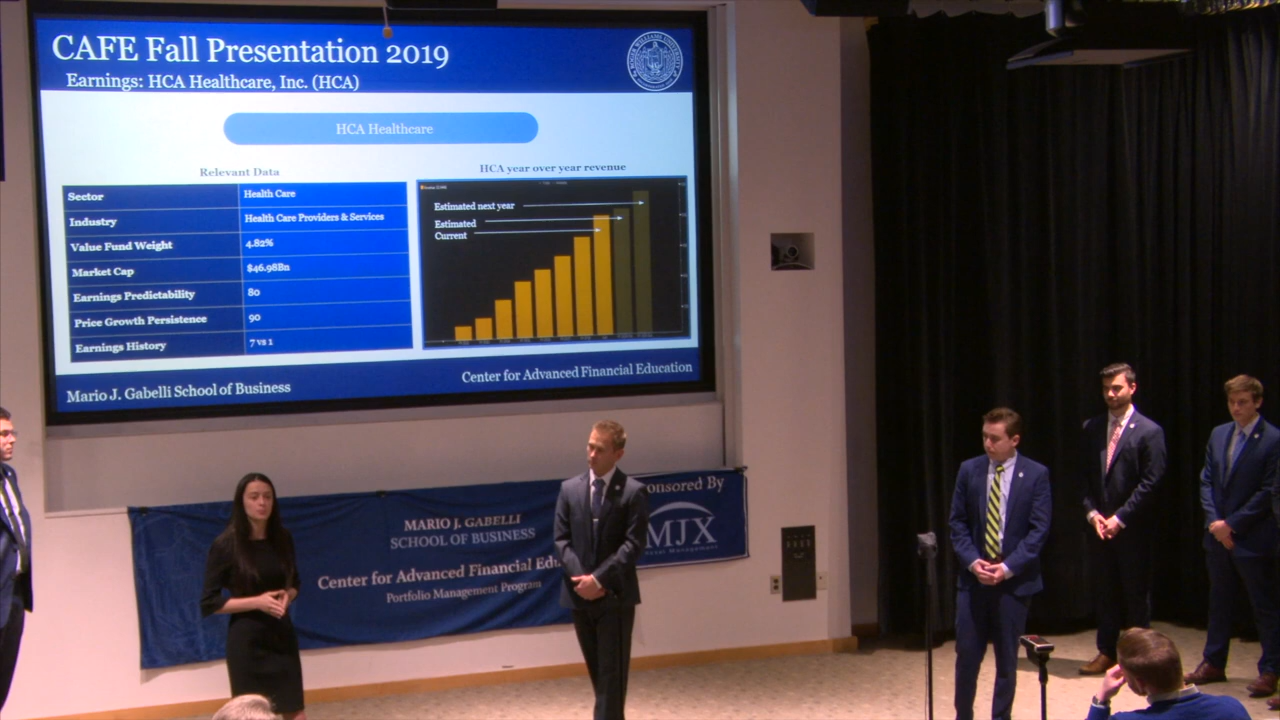 CAFE Fall Presentation 2019
Earnings: HCA Healthcare, Inc. (HCA)
HCA Healthcare
Relevant Data
Sector Health Care
Industry Health Care Providers & Services
Value Fund Weight 4.82%
Market Cap $46.98Bn
Earnings Predictability 80
Price Growth Persistence 90
Earnings History 7 vs 1
HCA year over year revenue
Estimated next year
Estimated
Current
Mario J. Gabelli School of Business
Center for Advanced Financial Education
MARIO J. GABELLI
SCHOOL OF BUSINESS
Center for Advanced Financial Edu
Portfolio Management Program
onsored By
MJX
sset Management